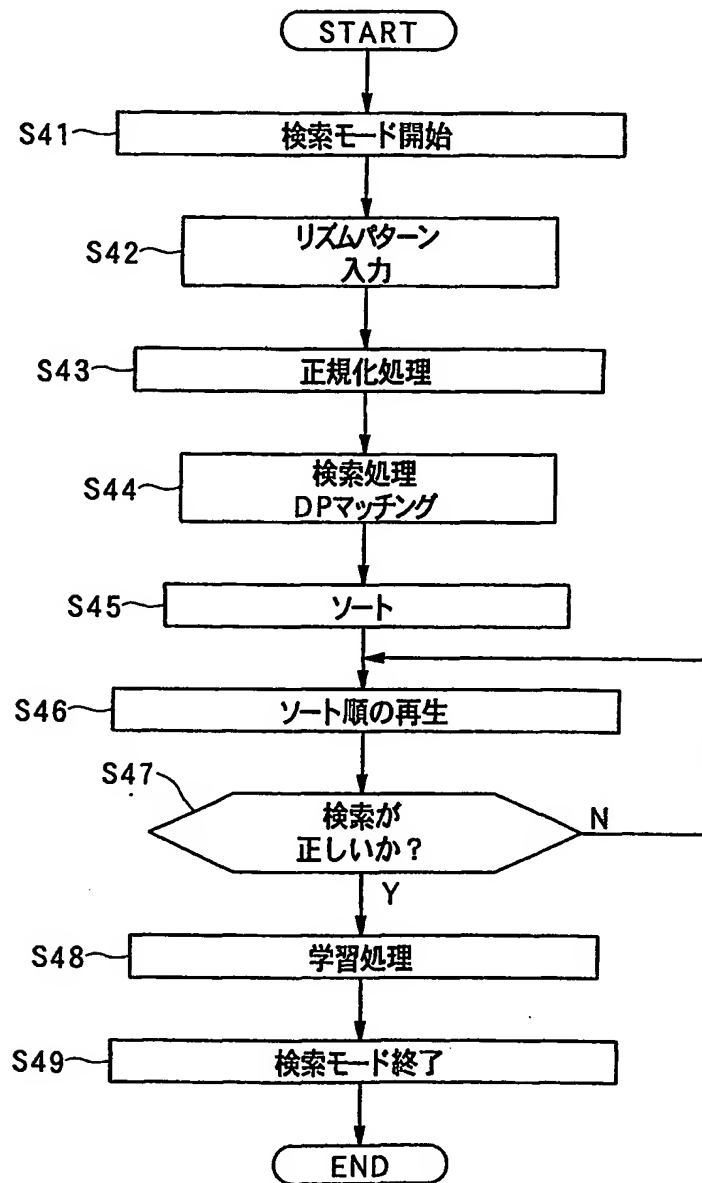 START
S41
検索モード開始
S42
リズムパターン
入力
S43
正規化処理
S44
検索処理
DPマッチング
S45
ソート
S46
ソート順の再生
S47
検索が
正しいか?
N
Y
S48
学習処理
S49
検索モード終了
END